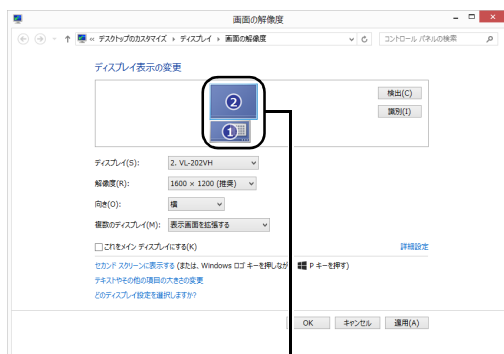 画面の解像度
« デスクトップのカスタマイズ ▸ ディスプレイ ▸ 画面の解像度
コントロール パネルの検索
ディスプレイ表示の変更
検出(C)
識別(I)
2
1
ディスプレイ(S): 2. VL-202VH
解像度(R): 1600 × 1200 (推奨)
向き(O): 横
複数のディスプレイ(M): 表示画面を拡張する
これをメイン ディスプレイにする(K) 詳細設定
セカンド スクリーンに表示する (または、Windows ロゴ キーを押しなが P キーを押す)
テキストやその他の項目の大きさの変更
どのディスプレイ設定を選択しますか?
OK キャンセル 適用(A)